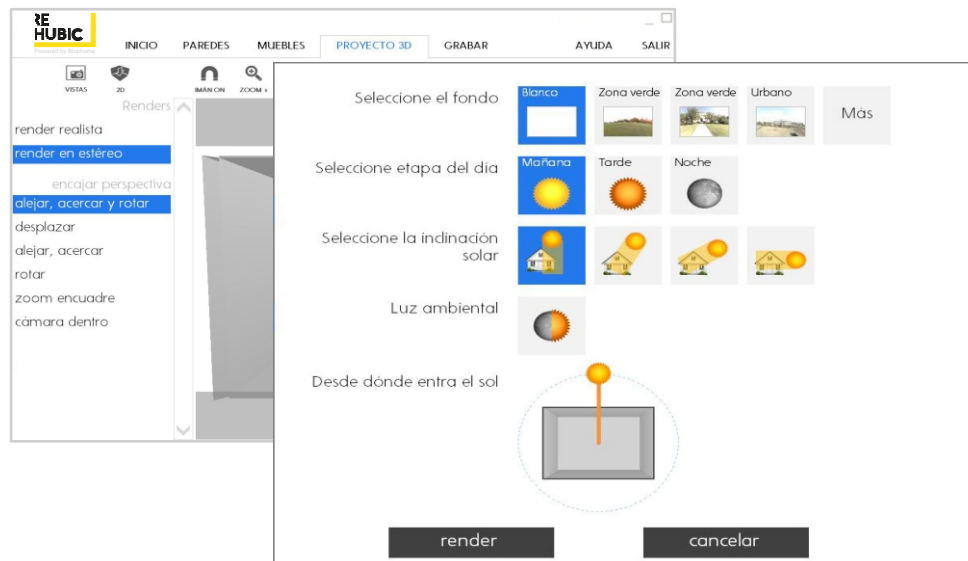 RE
HUBIC
INICIO PAREDES MUEBLES PROYECTO 3D GRABAR AYUDA SALIR
VISTAS 2D IMÁN ON ZOOM +
Renders
render realista
render en estéreo
encajar perspectiva
alejar, acercar y rotar
desplazar
alejar, acercar
rotar
zoom encuadre
cámara dentro
Seleccione el fondo
Blanco Zona verde Zona verde Urbano Más
Seleccione etapa del día
Mañana Tarde Noche
Seleccione la inclinación
solar
Luz ambiental
Desde dónde entra el sol
render cancelar